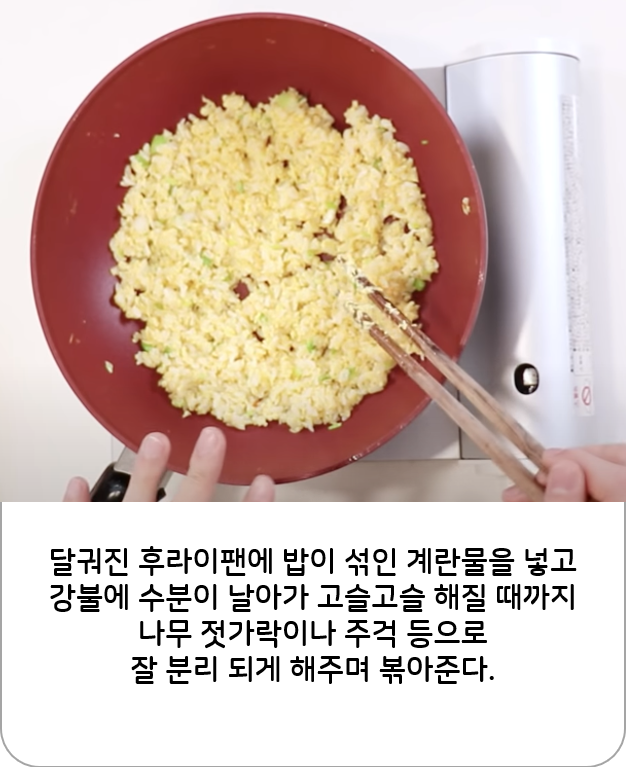 달궈진 후라이팬에 밥이 섞인 계란물을 넣고
강불에 수분이 날아가 고슬고슬 해질 때까지
나무 젓가락이나 주걱 등으로
잘 분리 되게 해주며 볶아준다.